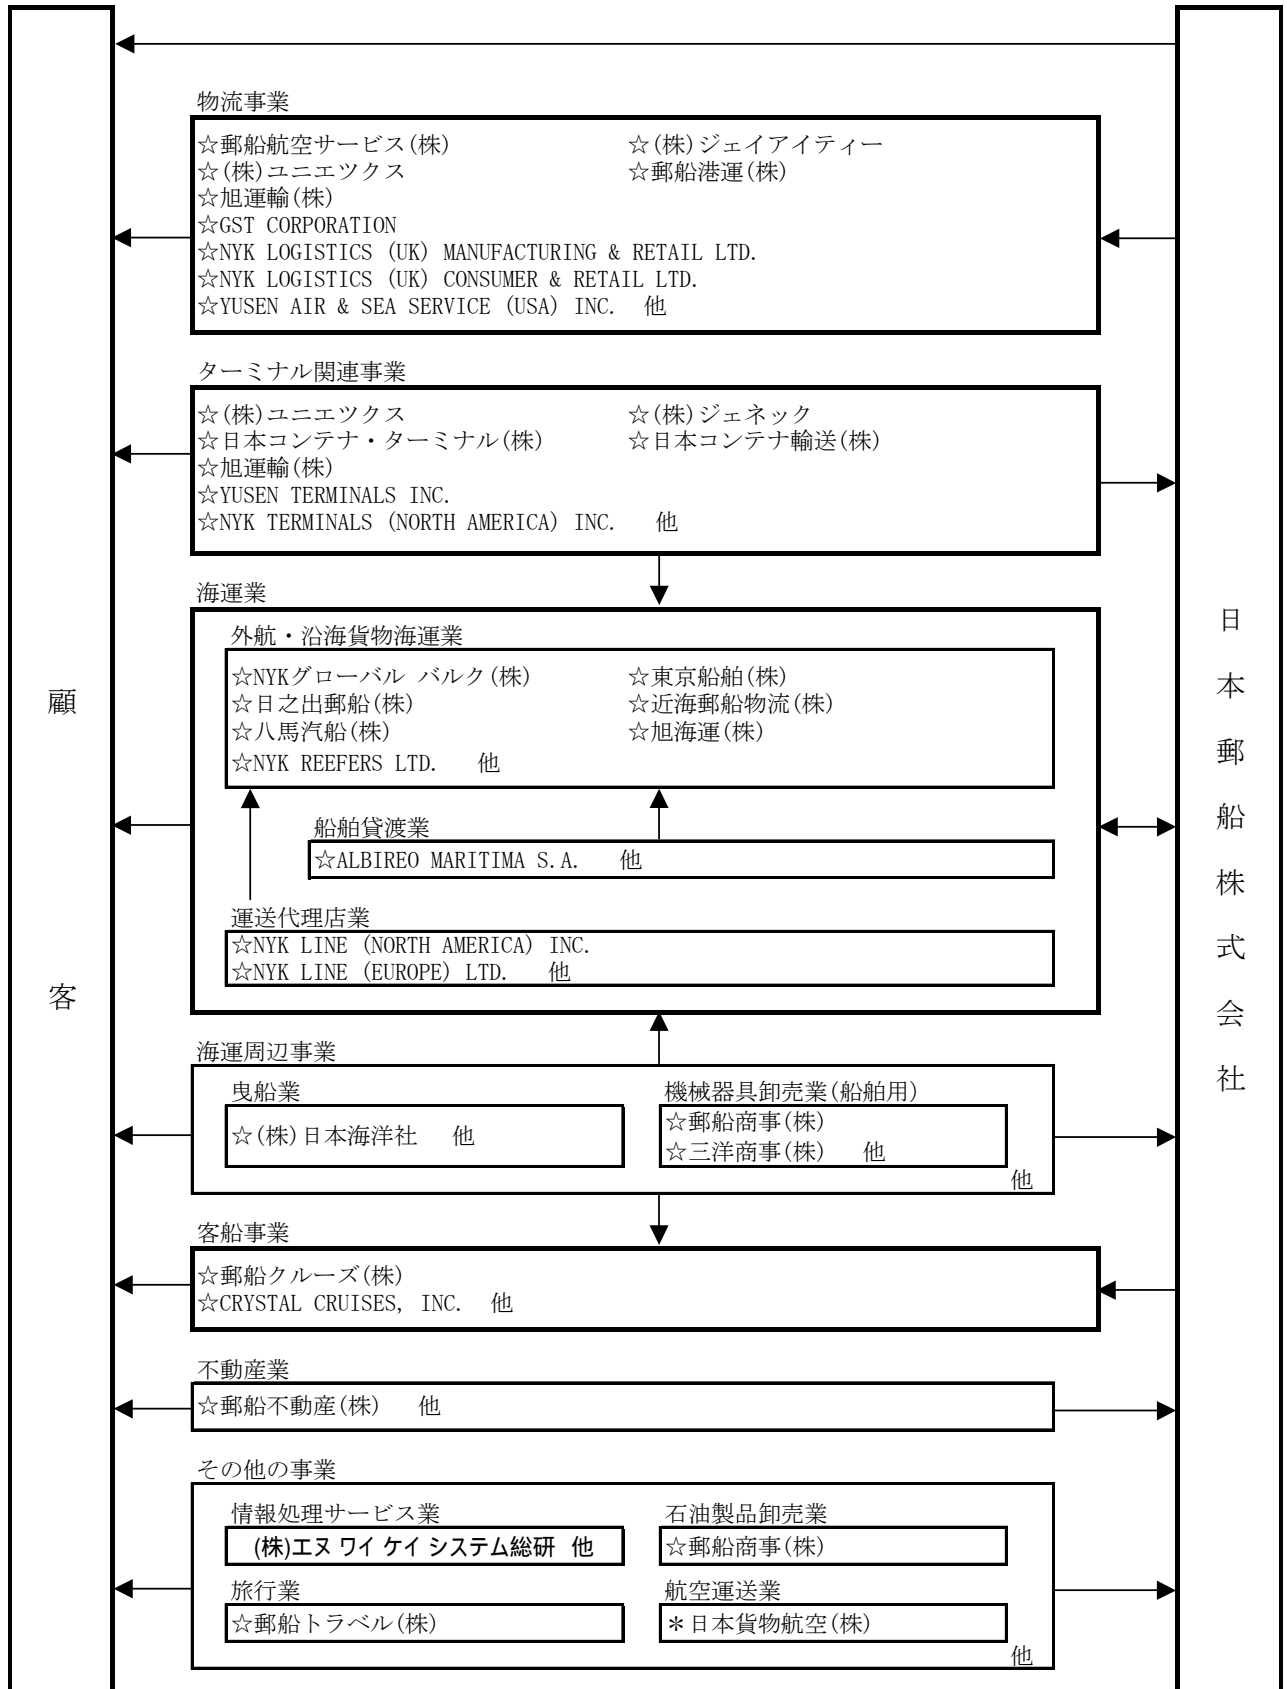 物流事業
☆郵船航空サービス(株) ☆(株)ジェイアイティー
☆(株)ユニエツクス ☆郵船港運(株)
☆旭運輸(株)
☆GST CORPORATION
☆NYK LOGISTICS (UK) MANUFACTURING & RETAIL LTD.
☆NYK LOGISTICS (UK) CONSUMER & RETAIL LTD.
☆YUSEN AIR & SEA SERVICE (USA) INC. 他
ターミナル関連事業
☆(株)ユニエツクス ☆(株)ジェネック
☆日本コンテナ・ターミナル(株) ☆日本コンテナ輸送(株)
☆旭運輸(株)
☆YUSEN TERMINALS INC.
☆NYK TERMINALS (NORTH AMERICA) INC. 他
海運業
外航・沿海貨物海運業
☆NYKグローバル バルク(株) ☆東京船舶(株)
☆日之出郵船(株) ☆近海郵船物流(株)
☆八馬汽船(株) ☆旭海運(株)
☆NYK REEFERS LTD. 他
船舶貸渡業
☆ALBIREO MARITIMA S.A. 他
運送代理店業
☆NYK LINE (NORTH AMERICA) INC.
☆NYK LINE (EUROPE) LTD. 他
海運周辺事業
曳船業 機械器具卸売業(船舶用)
☆(株)日本海洋社 他
☆郵船商事(株)
☆三洋商事(株) 他
他
客船事業
☆郵船クルーズ(株)
☆CRYSTAL CRUISES, INC. 他
不動産業
☆郵船不動産(株) 他
その他の事業
情報処理サービス業 石油製品卸売業
(株)エヌ ワイ ケイ システム総研 他 ☆郵船商事(株)
旅行業 航空運送業
☆郵船トラベル(株) ＊日本貨物航空(株)
他
顧客
日本郵船株式会社